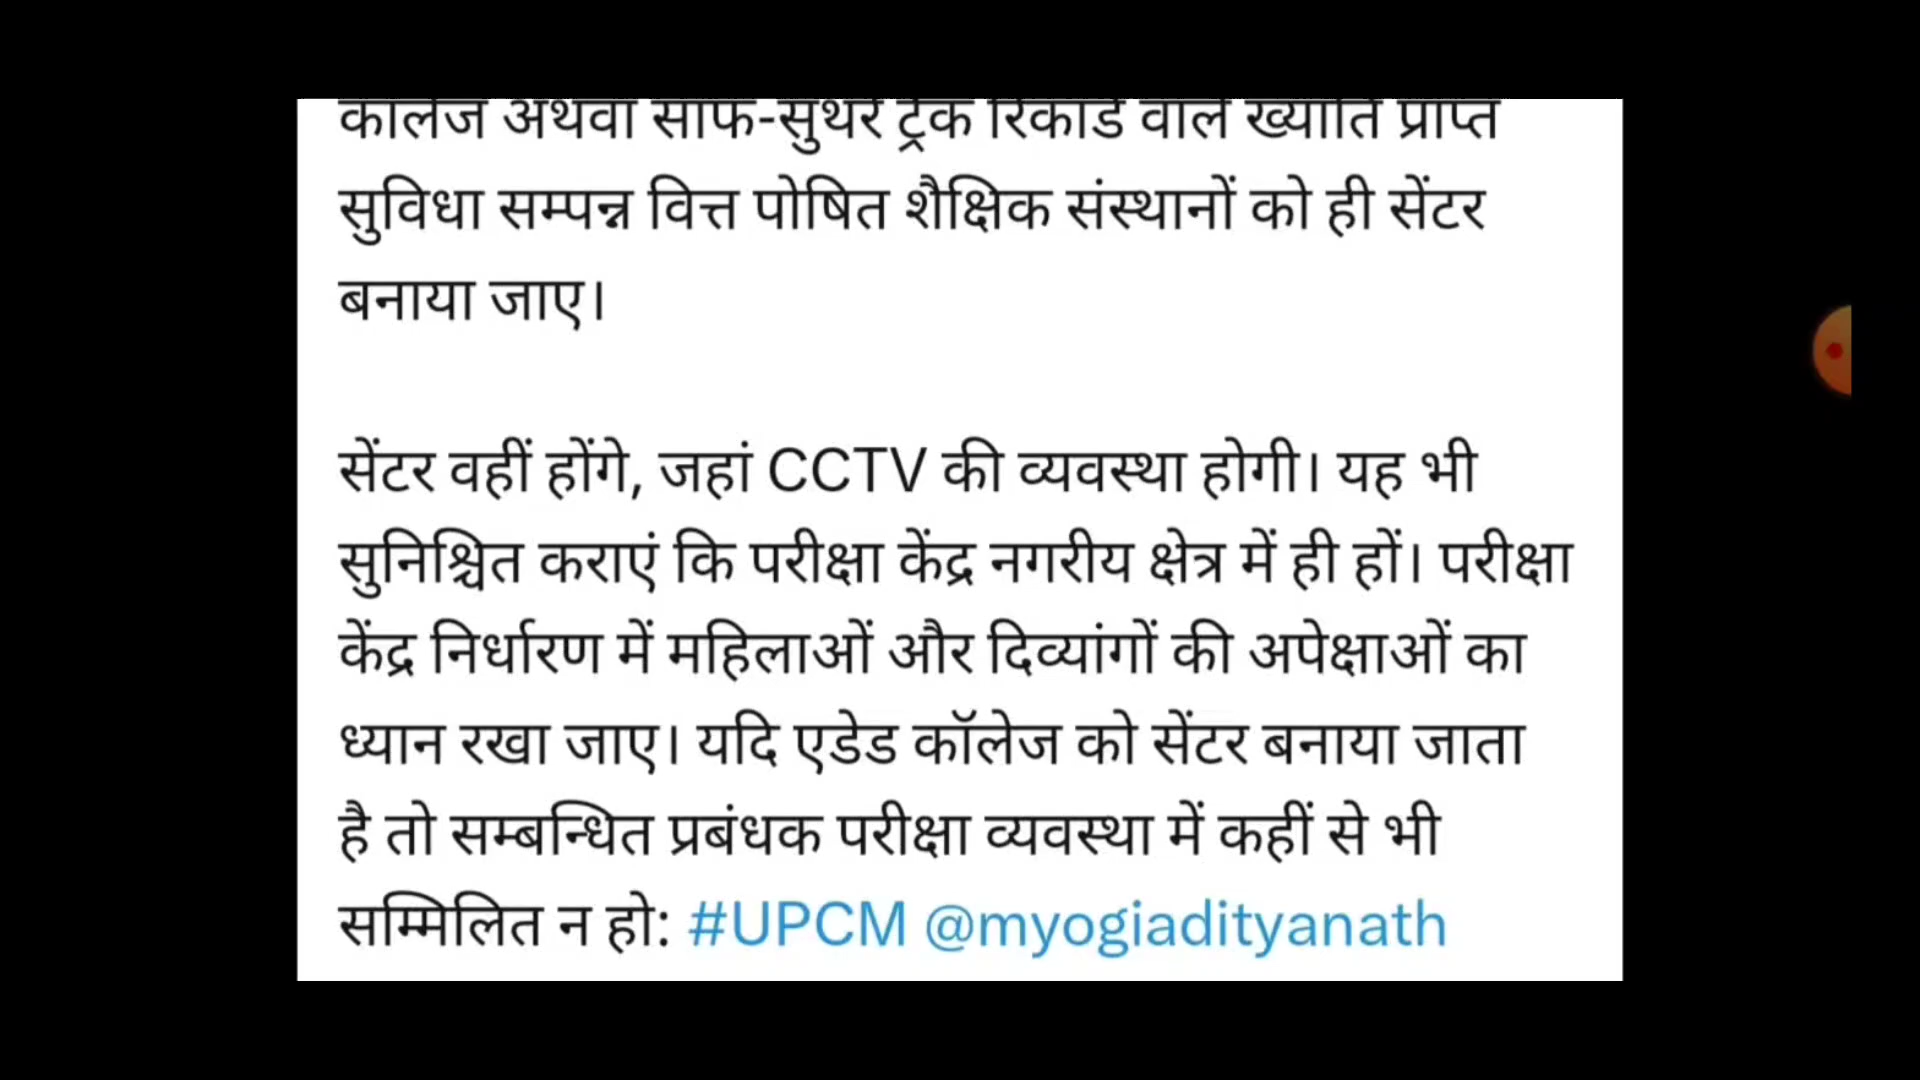 कॉलेज अथवा साफ-सुथरे ट्रैक रिकॉर्ड वाले ख्याति प्राप्त
सुविधा सम्पन्न वित्त पोषित शैक्षिक संस्थानों को ही सेंटर
बनाया जाए।
सेंटर वहीं होंगे, जहां CCTV की व्यवस्था होगी। यह भी
सुनिश्चित कराएं कि परीक्षा केंद्र नगरीय क्षेत्र में ही हों। परीक्षा
केंद्र निर्धारण में महिलाओं और दिव्यांगों की अपेक्षाओं का
ध्यान रखा जाए। यदि एडेड कॉलेज को सेंटर बनाया जाता
है तो सम्बन्धित प्रबंधक परीक्षा व्यवस्था में कहीं से भी
सम्मिलित न हो: #UPCM @myogiadityanath